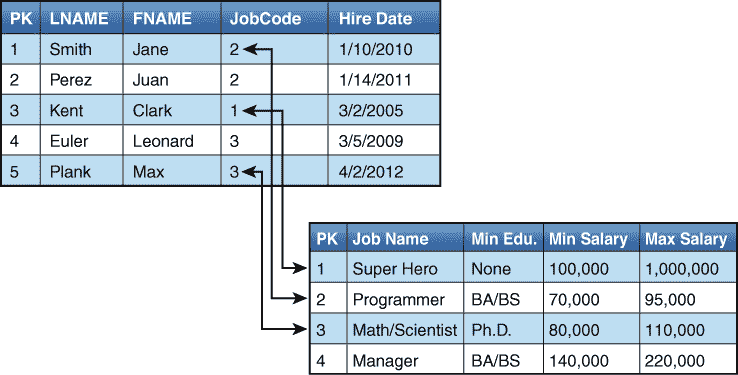 PK LNAME FNAME JobCode Hire Date
1 Smith Jane 2 1/10/2010
2 Perez Juan 2 1/14/2011
3 Kent Clark 1 3/2/2005
4 Euler Leonard 3 3/5/2009
5 Plank Max 3 4/2/2012
PK Job Name Min Edu. Min Salary Max Salary
1 Super Hero None 100,000 1,000,000
2 Programmer BA/BS 70,000 95,000
3 Math/Scientist Ph.D. 80,000 110,000
4 Manager BA/BS 140,000 220,000